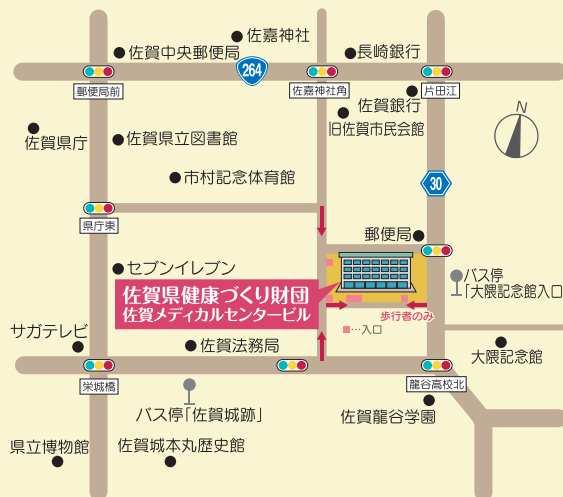 佐嘉神社
佐賀中央郵便局
長崎銀行
264
郵便局前
佐嘉神社角
片田江
佐賀銀行
旧佐賀市民会館
N
佐賀県庁
佐賀県立図書館
市村記念体育館
30
県庁東
郵便局
セブンイレブン
バス停
「大隈記念館入口
佐賀県健康づくり財団
佐賀メディカルセンタービル
歩行者のみ
…入口
サガテレビ
佐賀法務局
大隈記念館
栄城橋
龍谷高校北
バス停「佐賀城跡」
佐賀龍谷学園
県立博物館
佐賀城本丸歴史館